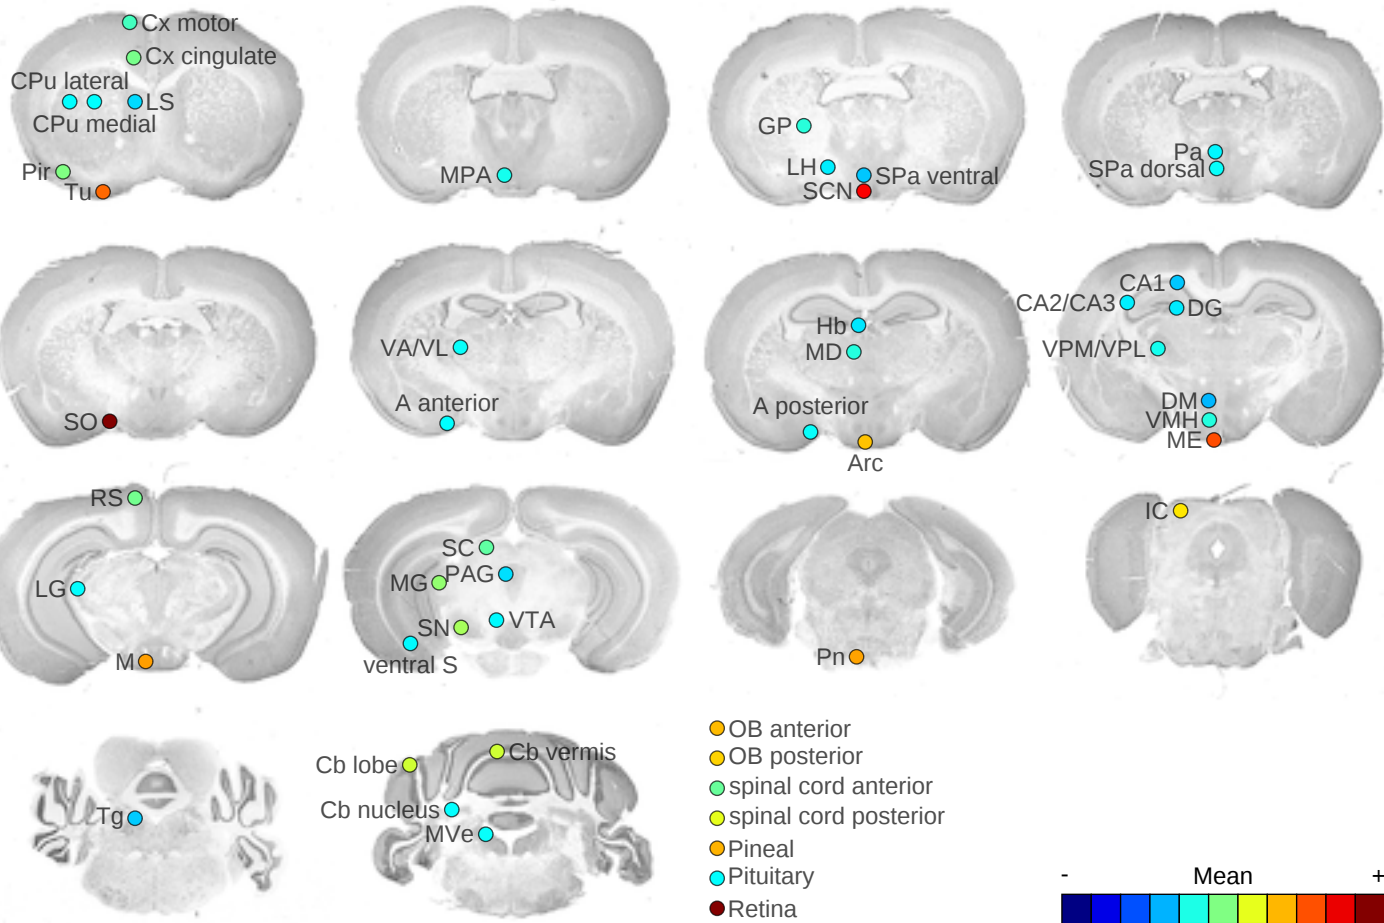 Cx motor
Cx cingulate
CPu lateral
LS
CPu medial
Pir
Tu
MPA
GP
LH
SPa ventral
SCN
Pa
SPa dorsal
SO
VA/VL
A anterior
Hb
MD
A posterior
Arc
CA1
CA2/CA3
DG
VPM/VPL
DM
VMH
ME
RS
LG
M
SC
MG
PAG
SN
VTA
ventral S
Pn
IC
Tg
Cb lobe
Cb vermis
Cb nucleus
MVe
OB anterior
OB posterior
spinal cord anterior
spinal cord posterior
Pineal
Pituitary
Retina
- Mean +